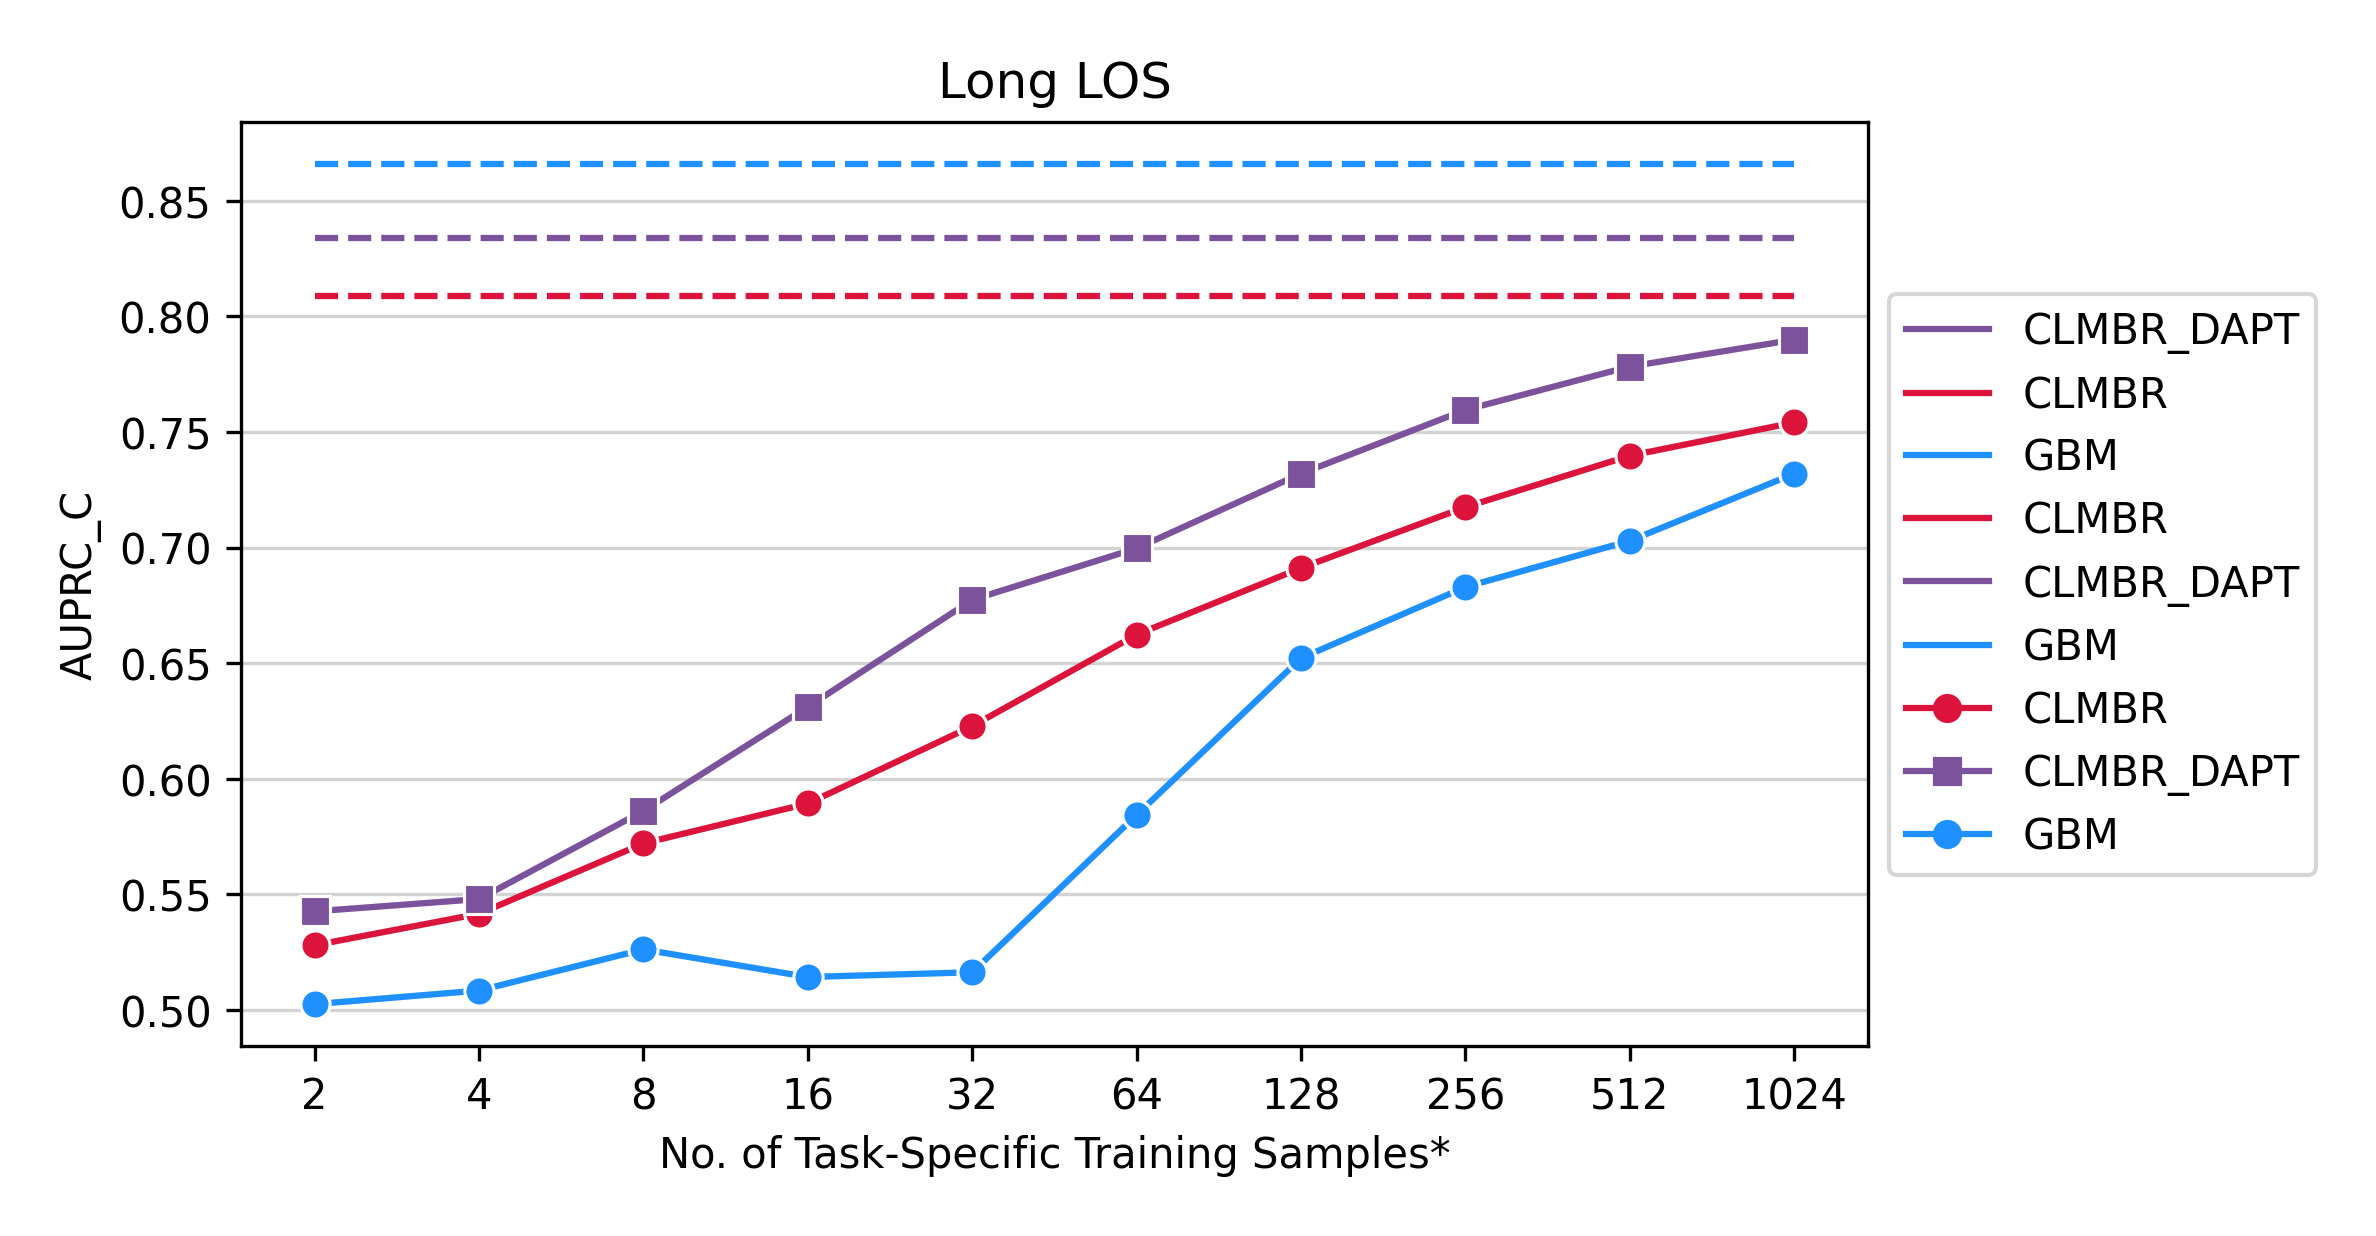 Long LOS
AUPRC_C
0.85
0.80
0.75
0.70
0.65
0.60
0.55
0.50
2 4 8 16 32 64 128 256 512 1024
No. of Task-Specific Training Samples*
CLMBR_DAPT
CLMBR
GBM
CLMBR
CLMBR_DAPT
GBM
CLMBR
CLMBR_DAPT
GBM